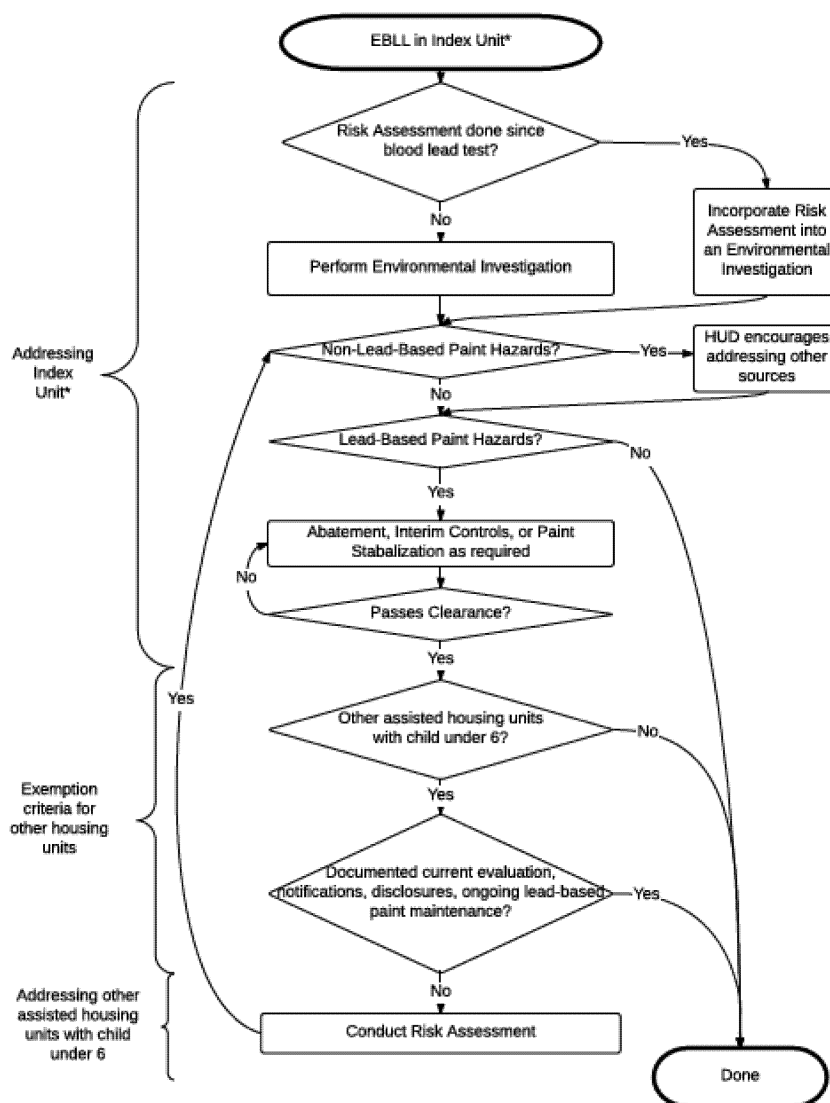 EBLL in Index Unit*
Risk Assessment done since
blood lead test?
Yes
No
Incorporate Risk
Assessment into
an Environmental
Investigation
Perform Environmental Investigation
Addressing
Index
Unit*
Non-Lead-Based Paint Hazards?
Yes
HUD encourages
addressing other
sources
No
Lead-Based Paint Hazards?
No
Yes
Abatement, Interim Controls, or Paint
Stabalization as required
No
Passes Clearance?
Yes
Yes
Other assisted housing units
with child under 6?
No
Yes
Exemption
criteria for
other housing
units
Documented current evaluation,
notifications, disclosures, ongoing lead-based
paint maintenance?
Yes
No
Addressing other
assisted housing
units with child
under 6
Conduct Risk Assessment
Done